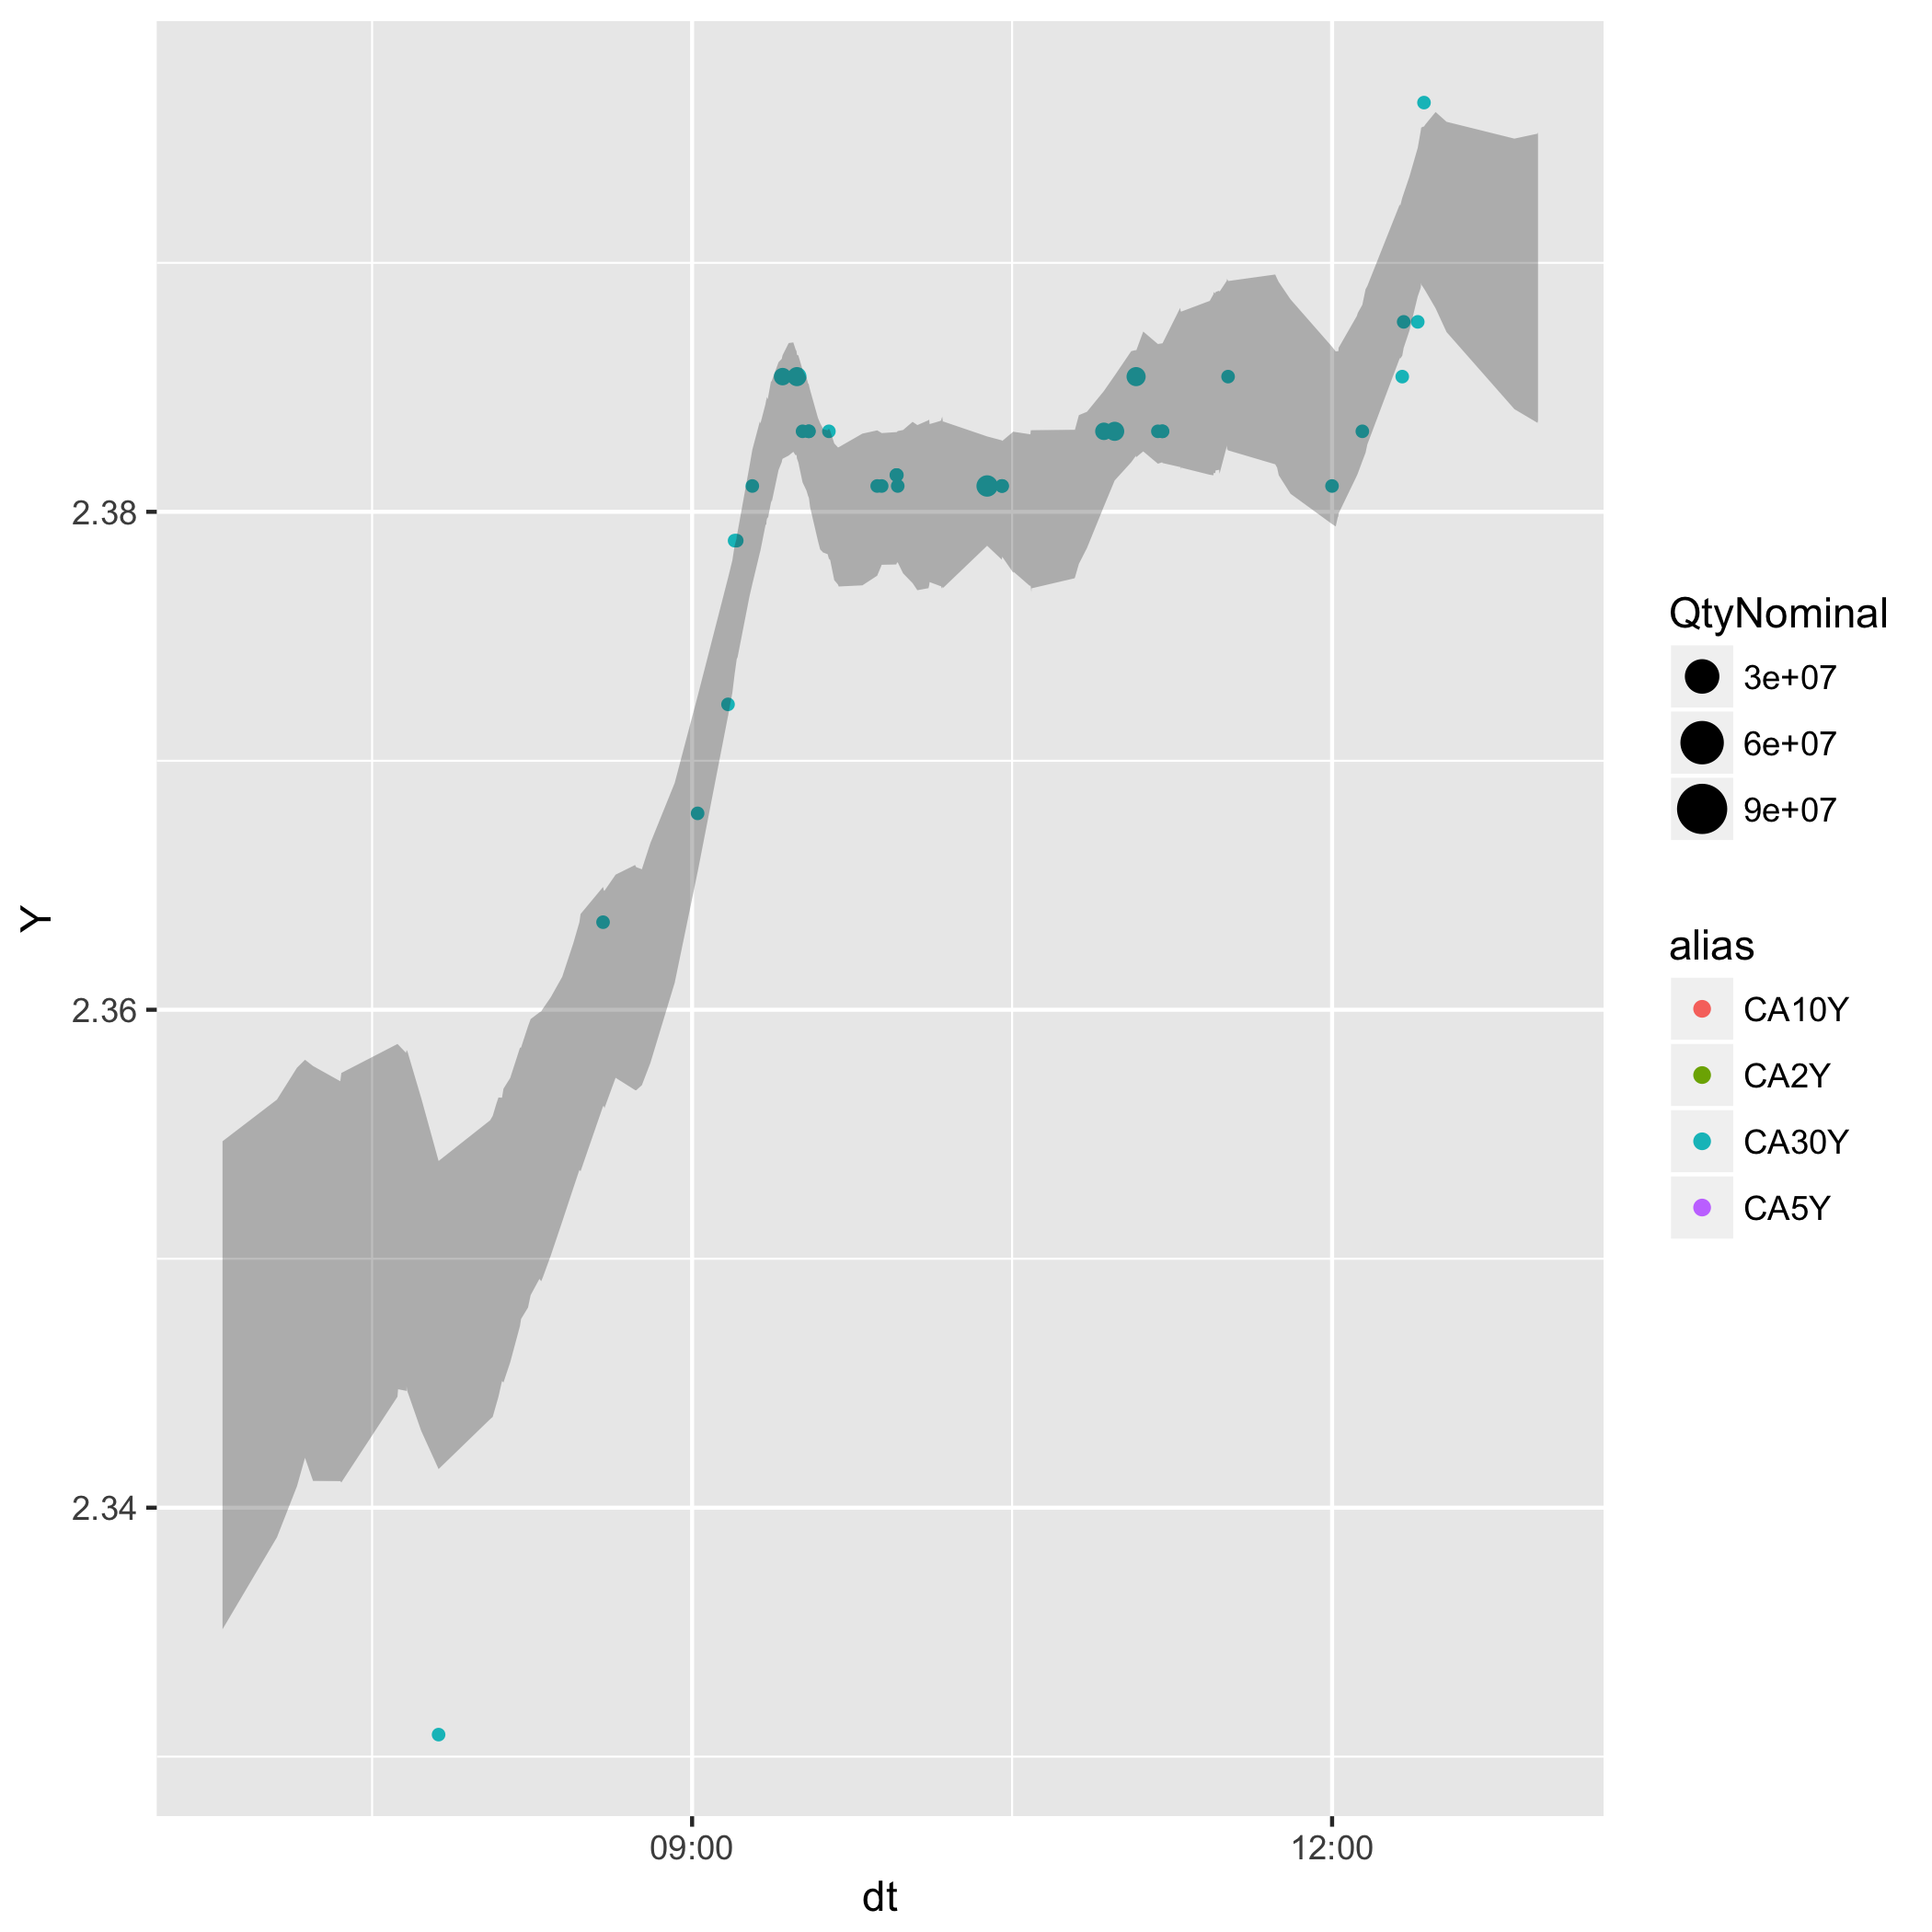 Y
2.38
2.36
2.34
09:00
12:00
dt
QtyNominal
3e+07
6e+07
9e+07
alias
CA10Y
CA2Y
CA30Y
CA5Y